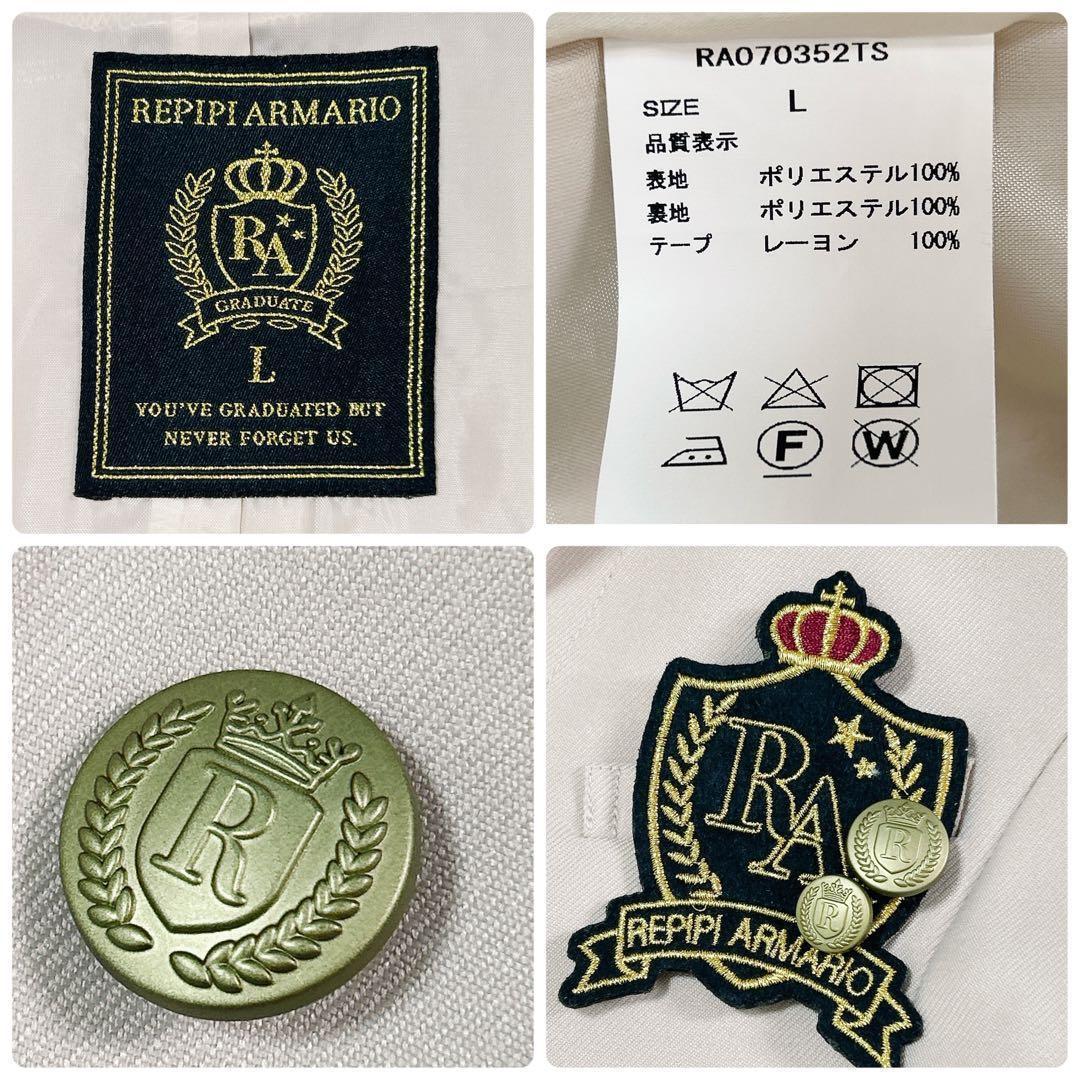 REPIPI ARMARIO
RA
GRADUATE
L
YOU'VE GRADUATED BUT
NEVER FORGET US.
RA070352TS
SIZE L
品質表示
表地 ポリエステル100%
裏地 ポリエステル100%
テープ レーヨン 100%
F
W
R
RA
R
R
REPIPI ARMARIO